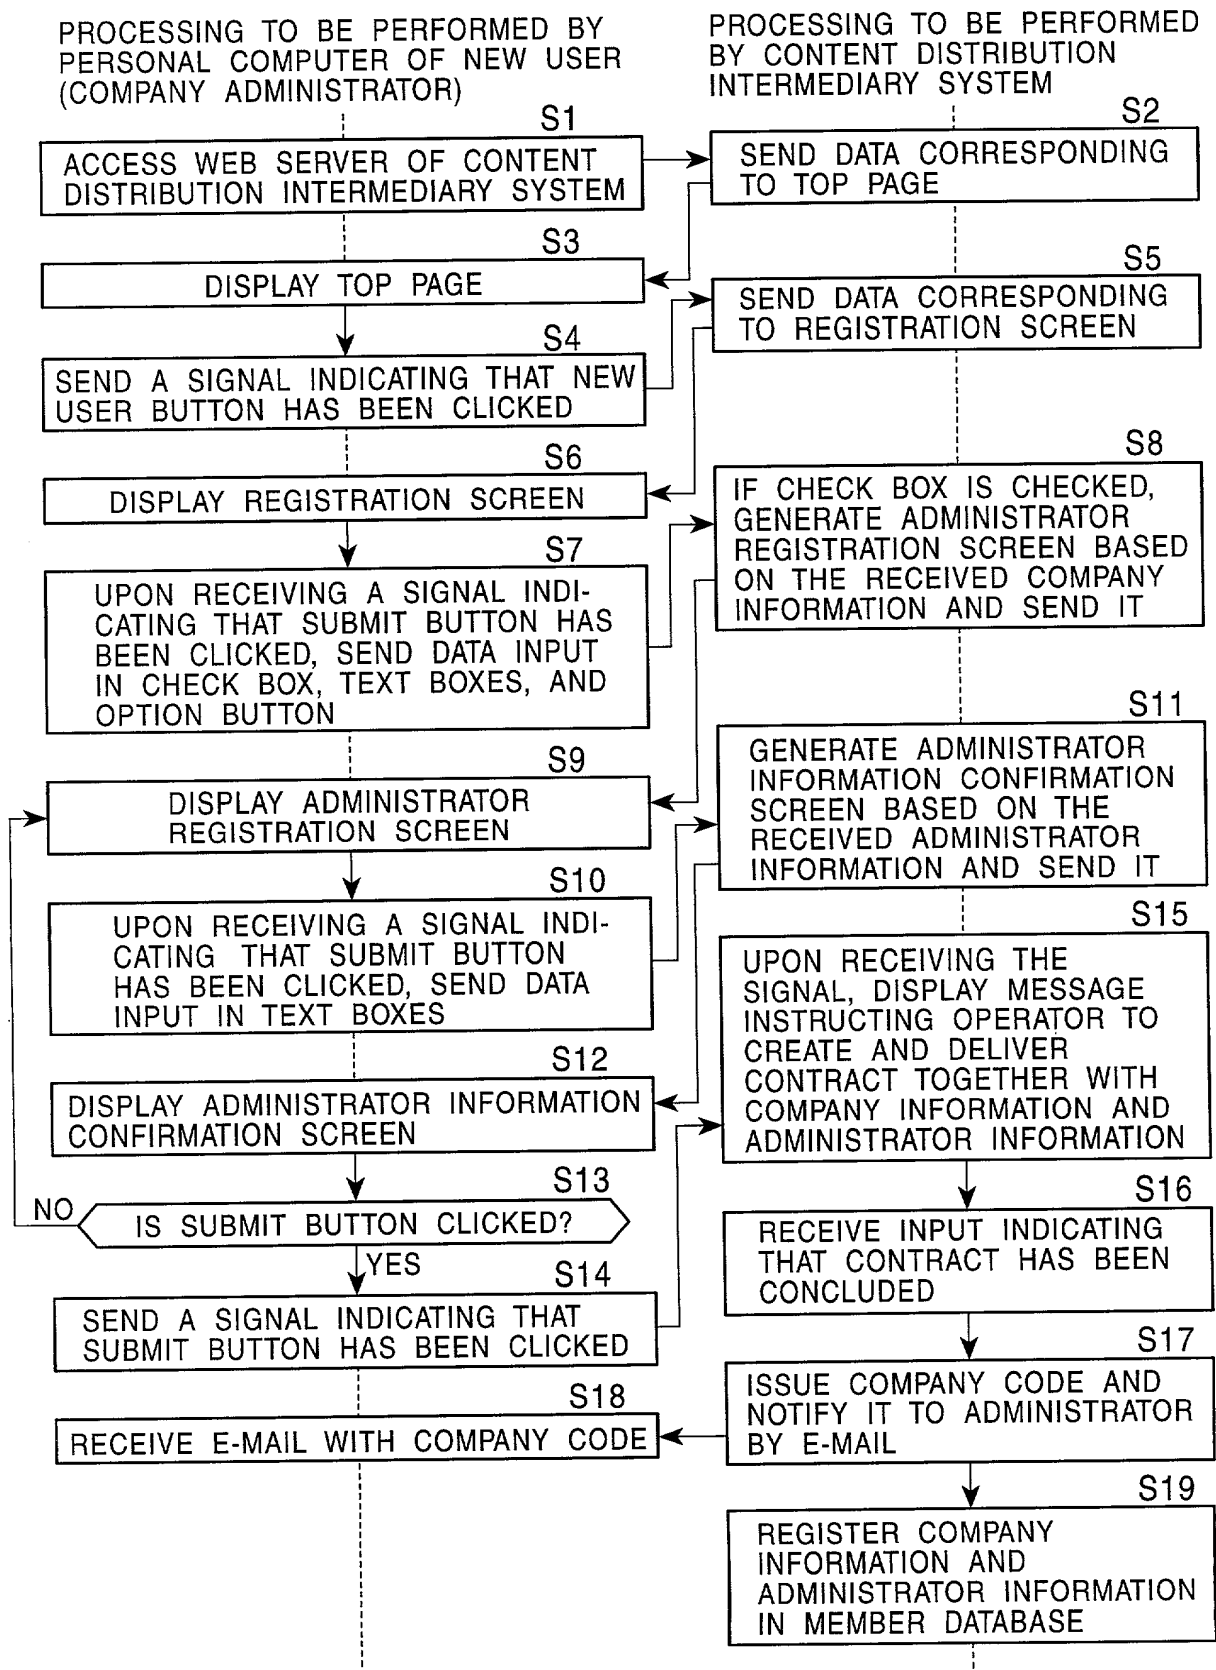 PROCESSING TO BE PERFORMED BY
PERSONAL COMPUTER OF NEW USER
(COMPANY ADMINISTRATOR)
PROCESSING TO BE PERFORMED
BY CONTENT DISTRIBUTION
INTERMEDIARY SYSTEM
S1
ACCESS WEB SERVER OF CONTENT
DISTRIBUTION INTERMEDIARY SYSTEM
S2
SEND DATA CORRESPONDING
TO TOP PAGE
S3
DISPLAY TOP PAGE
S4
SEND A SIGNAL INDICATING THAT NEW
USER BUTTON HAS BEEN CLICKED
S5
SEND DATA CORRESPONDING
TO REGISTRATION SCREEN
S6
DISPLAY REGISTRATION SCREEN
S7
UPON RECEIVING A SIGNAL INDI-
CATING THAT SUBMIT BUTTON HAS
BEEN CLICKED, SEND DATA INPUT
IN CHECK BOX, TEXT BOXES, AND
OPTION BUTTON
S8
IF CHECK BOX IS CHECKED,
GENERATE ADMINISTRATOR
REGISTRATION SCREEN BASED
ON THE RECEIVED COMPANY
INFORMATION AND SEND IT
S9
DISPLAY ADMINISTRATOR
REGISTRATION SCREEN
S10
UPON RECEIVING A SIGNAL INDI-
CATING THAT SUBMIT BUTTON
HAS BEEN CLICKED, SEND DATA
INPUT IN TEXT BOXES
S11
GENERATE ADMINISTRATOR
INFORMATION CONFIRMATION
SCREEN BASED ON THE
RECEIVED ADMINISTRATOR
INFORMATION AND SEND IT
S12
DISPLAY ADMINISTRATOR INFORMATION
CONFIRMATION SCREEN
S13
IS SUBMIT BUTTON CLICKED?
NO
YES
S14
SEND A SIGNAL INDICATING THAT
SUBMIT BUTTON HAS BEEN CLICKED
S15
UPON RECEIVING THE
SIGNAL, DISPLAY MESSAGE
INSTRUCTING OPERATOR TO
CREATE AND DELIVER
CONTRACT TOGETHER WITH
COMPANY INFORMATION AND
ADMINISTRATOR INFORMATION
S16
RECEIVE INPUT INDICATING
THAT CONTRACT HAS BEEN
CONCLUDED
S17
ISSUE COMPANY CODE AND
NOTIFY IT TO ADMINISTRATOR
BY E-MAIL
S18
RECEIVE E-MAIL WITH COMPANY CODE
S19
REGISTER COMPANY
INFORMATION AND
ADMINISTRATOR INFORMATION
IN MEMBER DATABASE